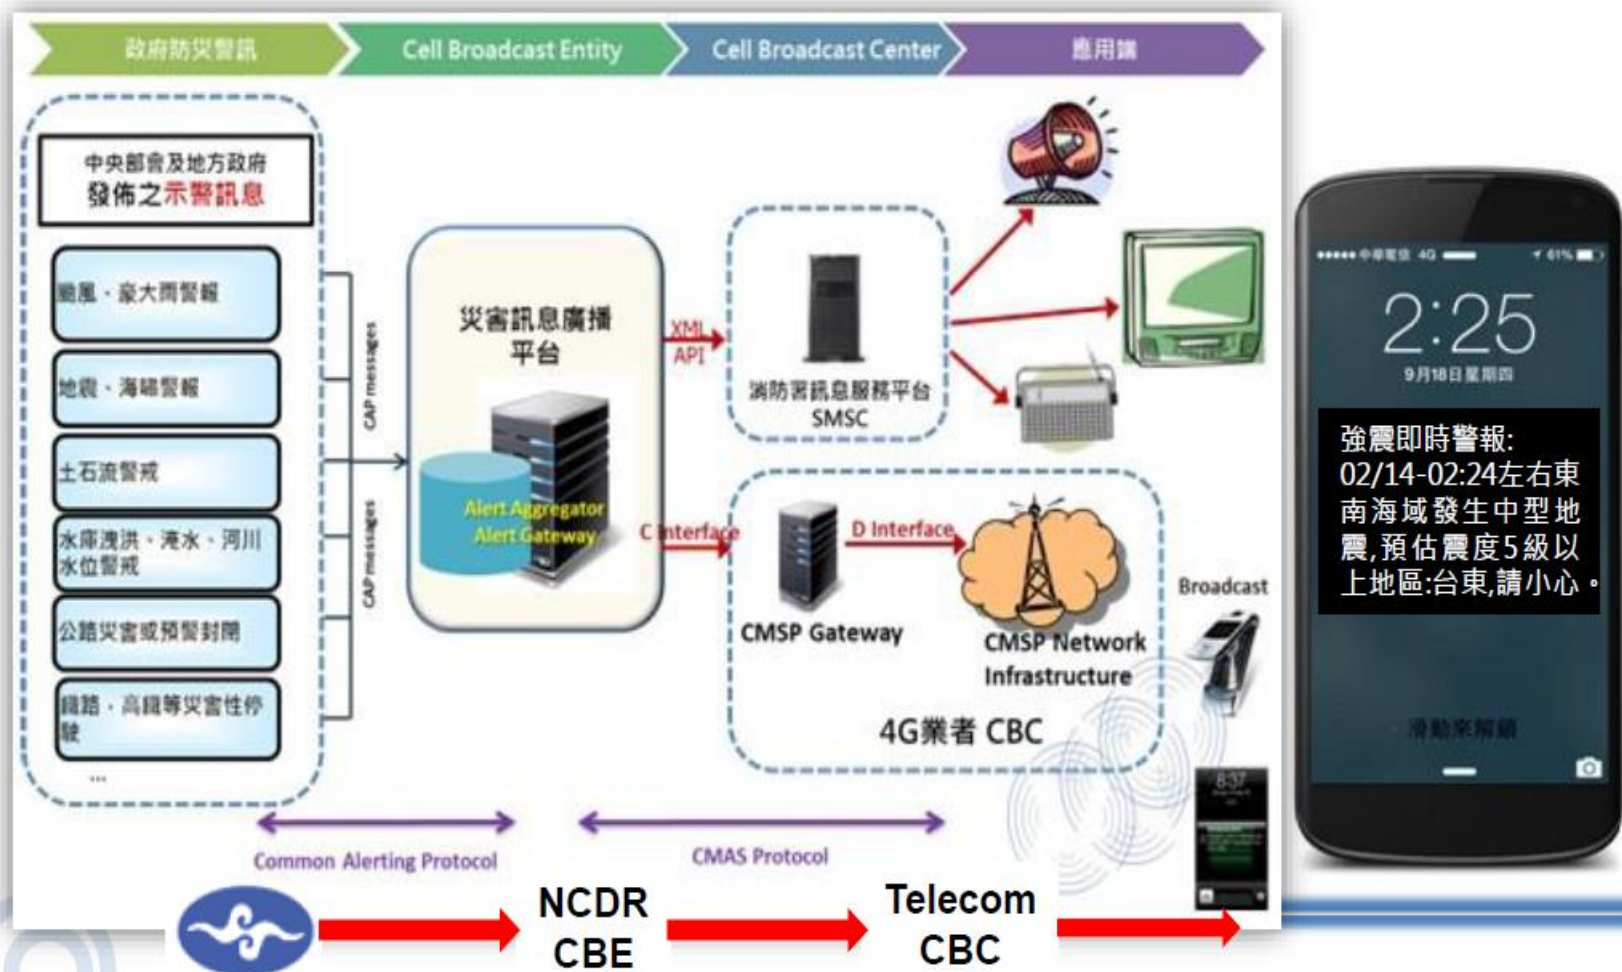 政府防災警訊
Cell Broadcast Entity
Cell Broadcast Center
應用端
中央部會及地方政府
發佈之示警訊息
颱風、豪大雨警報
地震、海嘯警報
土石流警戒
水庫洩洪、淹水、河川
水位警戒
公路災害或預警封閉
鐵路、高鐵等災害性停
駛
...
CAP messages
CAP messages
災害訊息廣播
平台
Alert Aggregator
Alert Gateway
XML
API
消防署訊息服務平台
SMSC
C Interface
D Interface
CMSP Gateway
CMSP Network
Infrastructure
4G業者 CBC
Broadcast
8:37
Common Alerting Protocol
CMAS Protocol
NCDR
CBE
Telecom
CBC
中華電信 4G
61%
2:25
9月18日星期四
強震即時警報:
02/14-02:24左右東
南海域發生中型地
震,預估震度5級以
上地區:台東,請小心。
滑動來解鎖